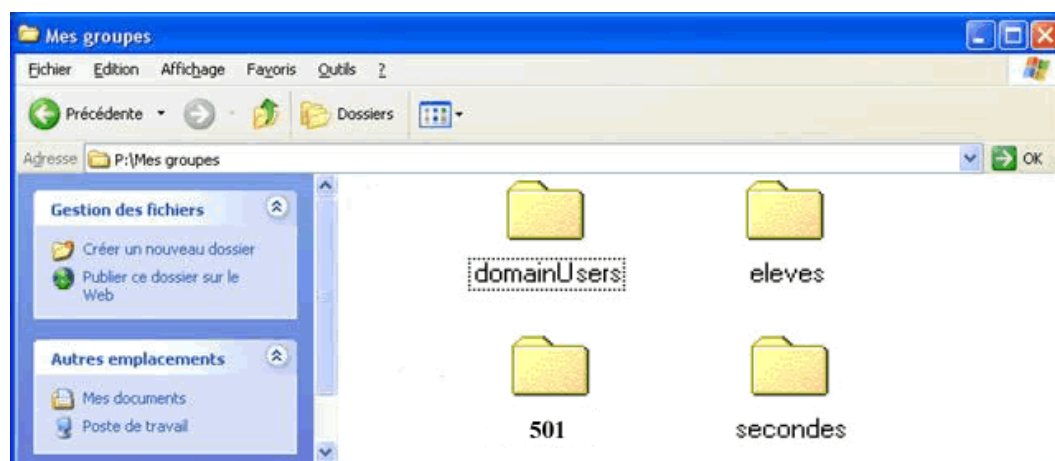 Mes groupes
Fichier Edition Affichage Favoris Outils ?
Précédente Dossiers
Adresse P:\Mes groupes OK
Gestion des fichiers
Créer un nouveau dossier
Publier ce dossier sur le
Web
Autres emplacements
Mes documents
Poste de travail
domainUsers eleves
501 secondes